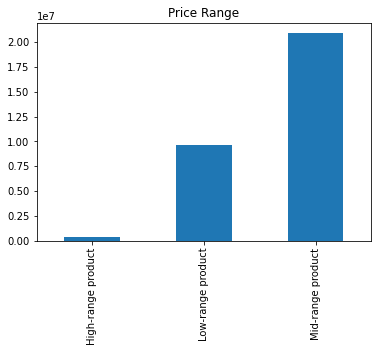 Price Range
1e7
2.00
1.75
1.50
1.25
1.00
0.75
0.50
0.25
0.00
High-range product
Low-range product
Mid-range product